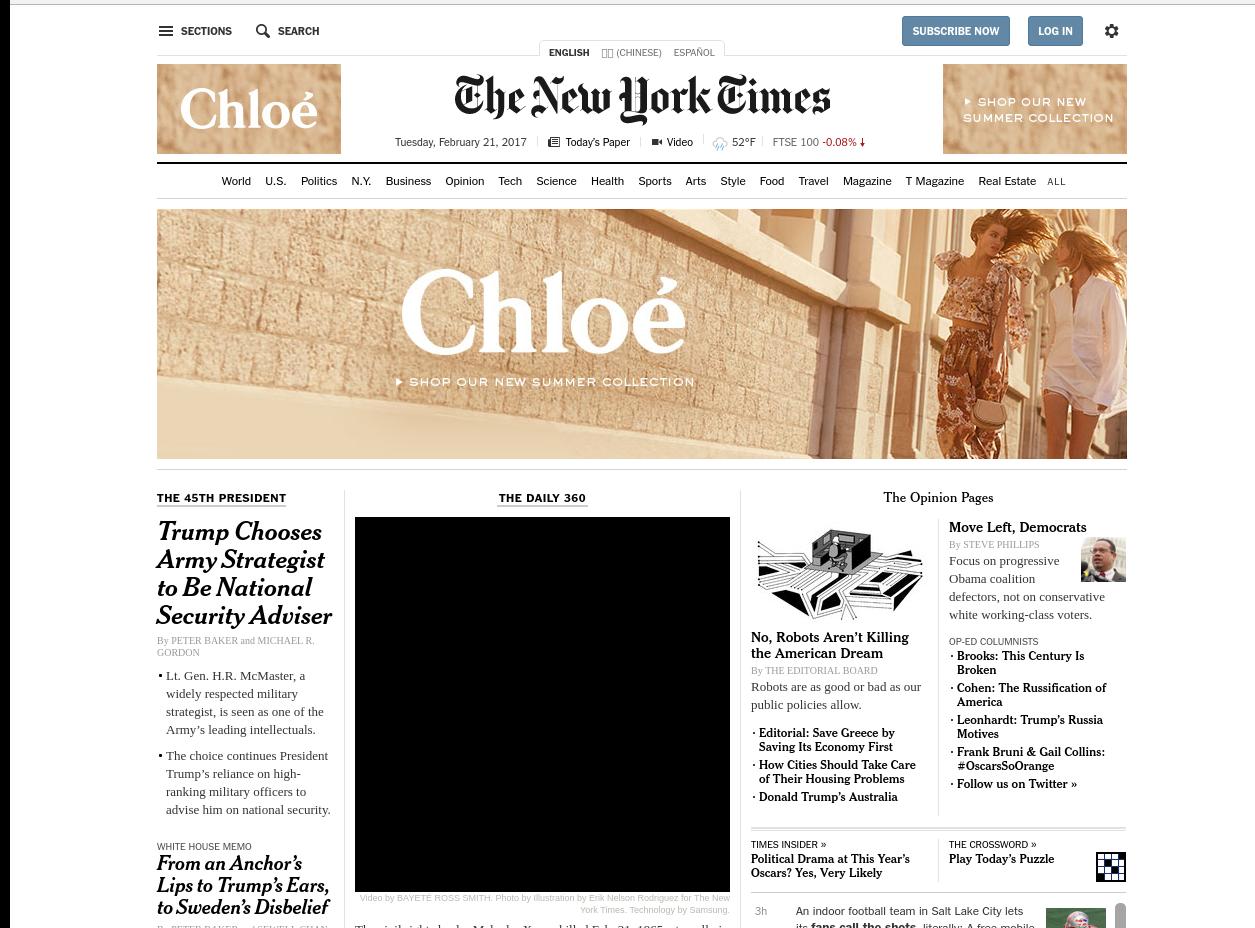 SECTIONS
SEARCH
SUBSCRIBE NOW
LOG IN
ENGLISH
(CHINESE)
ESPAÑOL
Chloé
The New York Times
SHOP OUR NEW
SUMMER COLLECTION
Tuesday, February 21, 2017
Today's Paper
Video
52°F
FTSE 100 -0.08%
World U.S. Politics N.Y. Business Opinion Tech Science Health Sports Arts Style Food Travel Magazine T Magazine Real Estate ALL
Chloé
SHOP OUR NEW SUMMER COLLECTION
THE 45TH PRESIDENT
Trump Chooses
Army Strategist
to Be National
Security Adviser
By PETER BAKER and MICHAEL R.
GORDON
• Lt. Gen. H.R. McMaster, a
widely respected military
strategist, is seen as one of the
Army's leading intellectuals.
• The choice continues President
Trump's reliance on high-
ranking military officers to
advise him on national security.
WHITE HOUSE MEMO
From an Anchor's
Lips to Trump's Ears,
to Sweden's Disbelief
THE DAILY 360
Video by BAYETÉ ROSS SMITH. Photo by Illustration by Erik Nelson Rodriguez for The New
York Times. Technology by Samsung.
The Opinion Pages
No, Robots Aren't Killing
the American Dream
By THE EDITORIAL BOARD
Robots are as good or bad as our
public policies allow.
· Editorial: Save Greece by
Saving Its Economy First
· How Cities Should Take Care
of Their Housing Problems
· Donald Trump's Australia
Move Left, Democrats
By STEVE PHILLIPS
Focus on progressive
Obama coalition
defectors, not on conservative
white working-class voters.
OP-ED COLUMNISTS
· Brooks: This Century Is
Broken
· Cohen: The Russification of
America
· Leonhardt: Trump's Russia
Motives
· Frank Bruni & Gail Collins:
#OscarsSoOrange
· Follow us on Twitter »
TIMES INSIDER »
Political Drama at This Year's
Oscars? Yes, Very Likely
THE CROSSWORD »
Play Today's Puzzle
3h
An indoor football team in Salt Lake City lets
its fans call the shots, literally: A free mobile